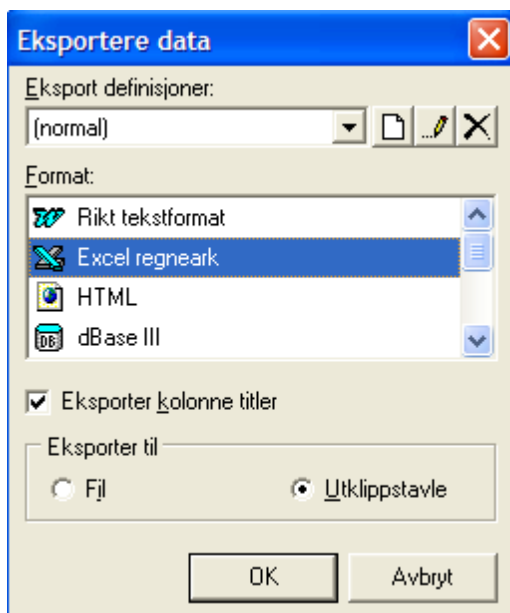 Eksportere data
Eksport definisjoner:
(normal)
Format:
Rikt tekstformat
Excel regneark
HTML
DB dBase III
Eksporter kolonne titler
Eksporter til
Fil Utklippstavle
OK Avbryt